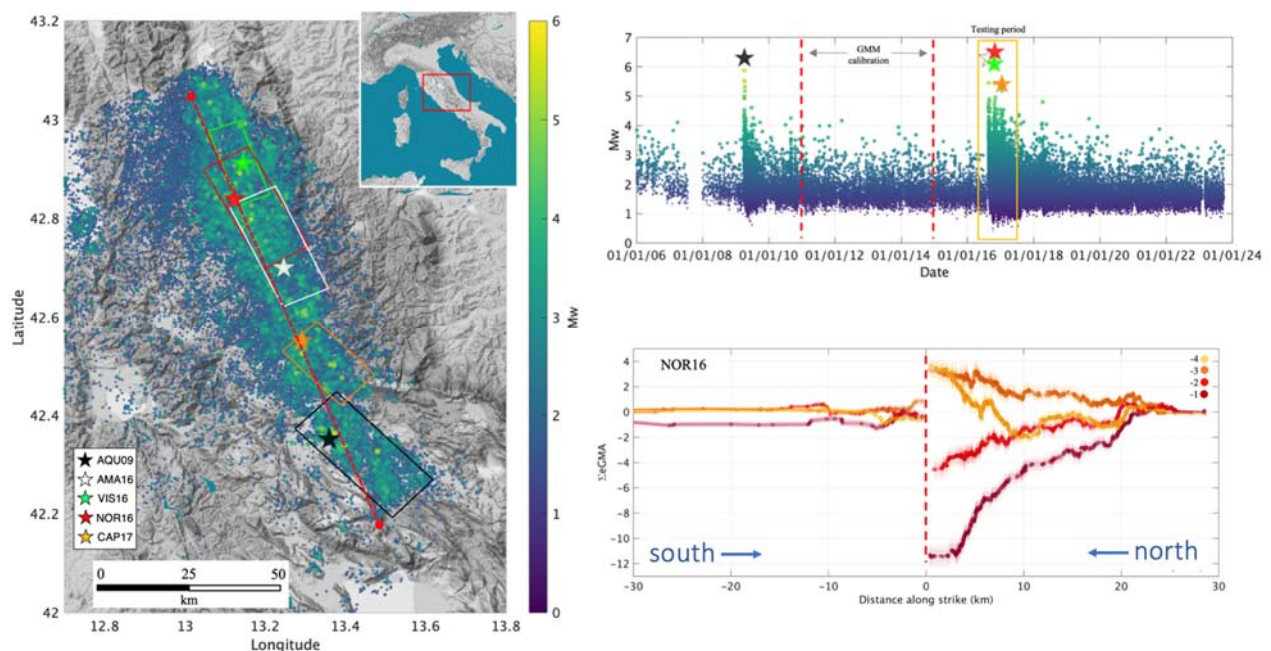 43.2
43
42.8
42.6
42.4
42.2
42
Latitude
12.8
13
13.2
13.4
13.6
13.8
Longitude
AQU09
AMA16
VIS16
NOR16
CAP17
0
25
50
km
6
5
4
3
2
1
0
Mw
Testing period
GMM
calibration
7
6
5
4
3
2
1
0
Mw
01/01/06 01/01/08 01/01/10 01/01/12 01/01/14 01/01/16 01/01/18 01/01/20 01/01/22 01/01/24
Date
NOR16
-4
-3
-2
-1
4
2
0
-2
-4
-6
-8
-10
-12
ΣeGMA
south
north
-30
-20
-10
0
10
20
30
Distance along strike (km)